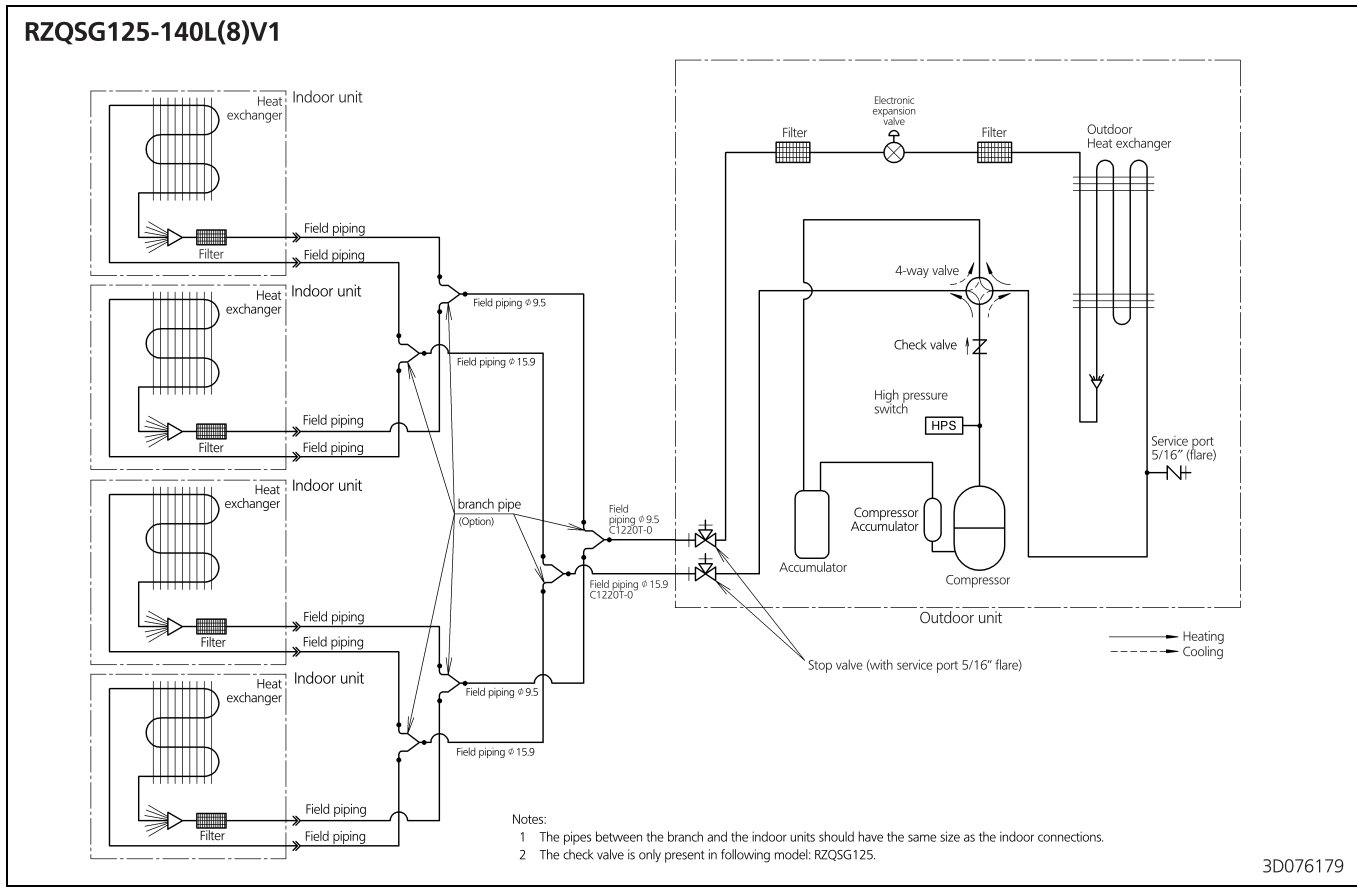 RZQSG125-140L(8)V1
Heat
exchanger
Indoor unit
Filter
Field piping
Field piping
Heat
exchanger
Indoor unit
Filter
Field piping
Field piping
Heat
exchanger
Indoor unit
Filter
Field piping
Field piping
Heat
exchanger
Indoor unit
Filter
Field piping
Field piping
Field piping ϕ 9.5
Field piping ϕ 15.9
branch pipe
(Option)
Field piping ϕ 9.5
Field piping ϕ 15.9
Field
piping ϕ 9.5
C1220T-0
Field piping ϕ 15.9
C1220T-0
Filter
Electronic
expansion
valve
Filter
Outdoor
Heat exchanger
4-way valve
Check valve
High pressure
switch
HPS
Service port
5/16″ (flare)
Compressor
Accumulator
Accumulator
Compressor
Outdoor unit
Stop valve (with service port 5/16″ flare)
Heating
Cooling
Notes:
1 The pipes between the branch and the indoor units should have the same size as the indoor connections.
2 The check valve is only present in following model: RZQSG125.
3D076179